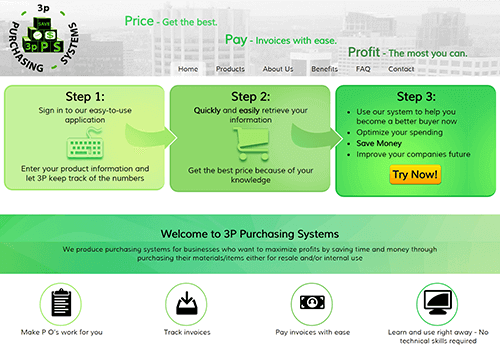 3p
PURCHASING SYSTEMS
SAVE
3p P S
Price - Get the best.
Pay - Invoices with ease.
Profit - The most you can.
Home Products About Us Benefits FAQ Contact
Step 1:
Sign in to our easy-to-use
application
Enter your product information and
let 3P keep track of the numbers
Step 2:
Quickly and easily retrieve your
information
Get the best price because of your
knowledge
Step 3:
• Use our system to help you
become a better buyer now
• Optimize your spending
• Save Money
• Improve your companies future
Try Now!
Welcome to 3P Purchasing Systems
We produce purchasing systems for businesses who want to maximize profits by saving time and money through
purchasing their materials/items either for resale and/or internal use
Make P O's work for you
Track invoices
Pay invoices with ease
Learn and use right away - No
technical skills required